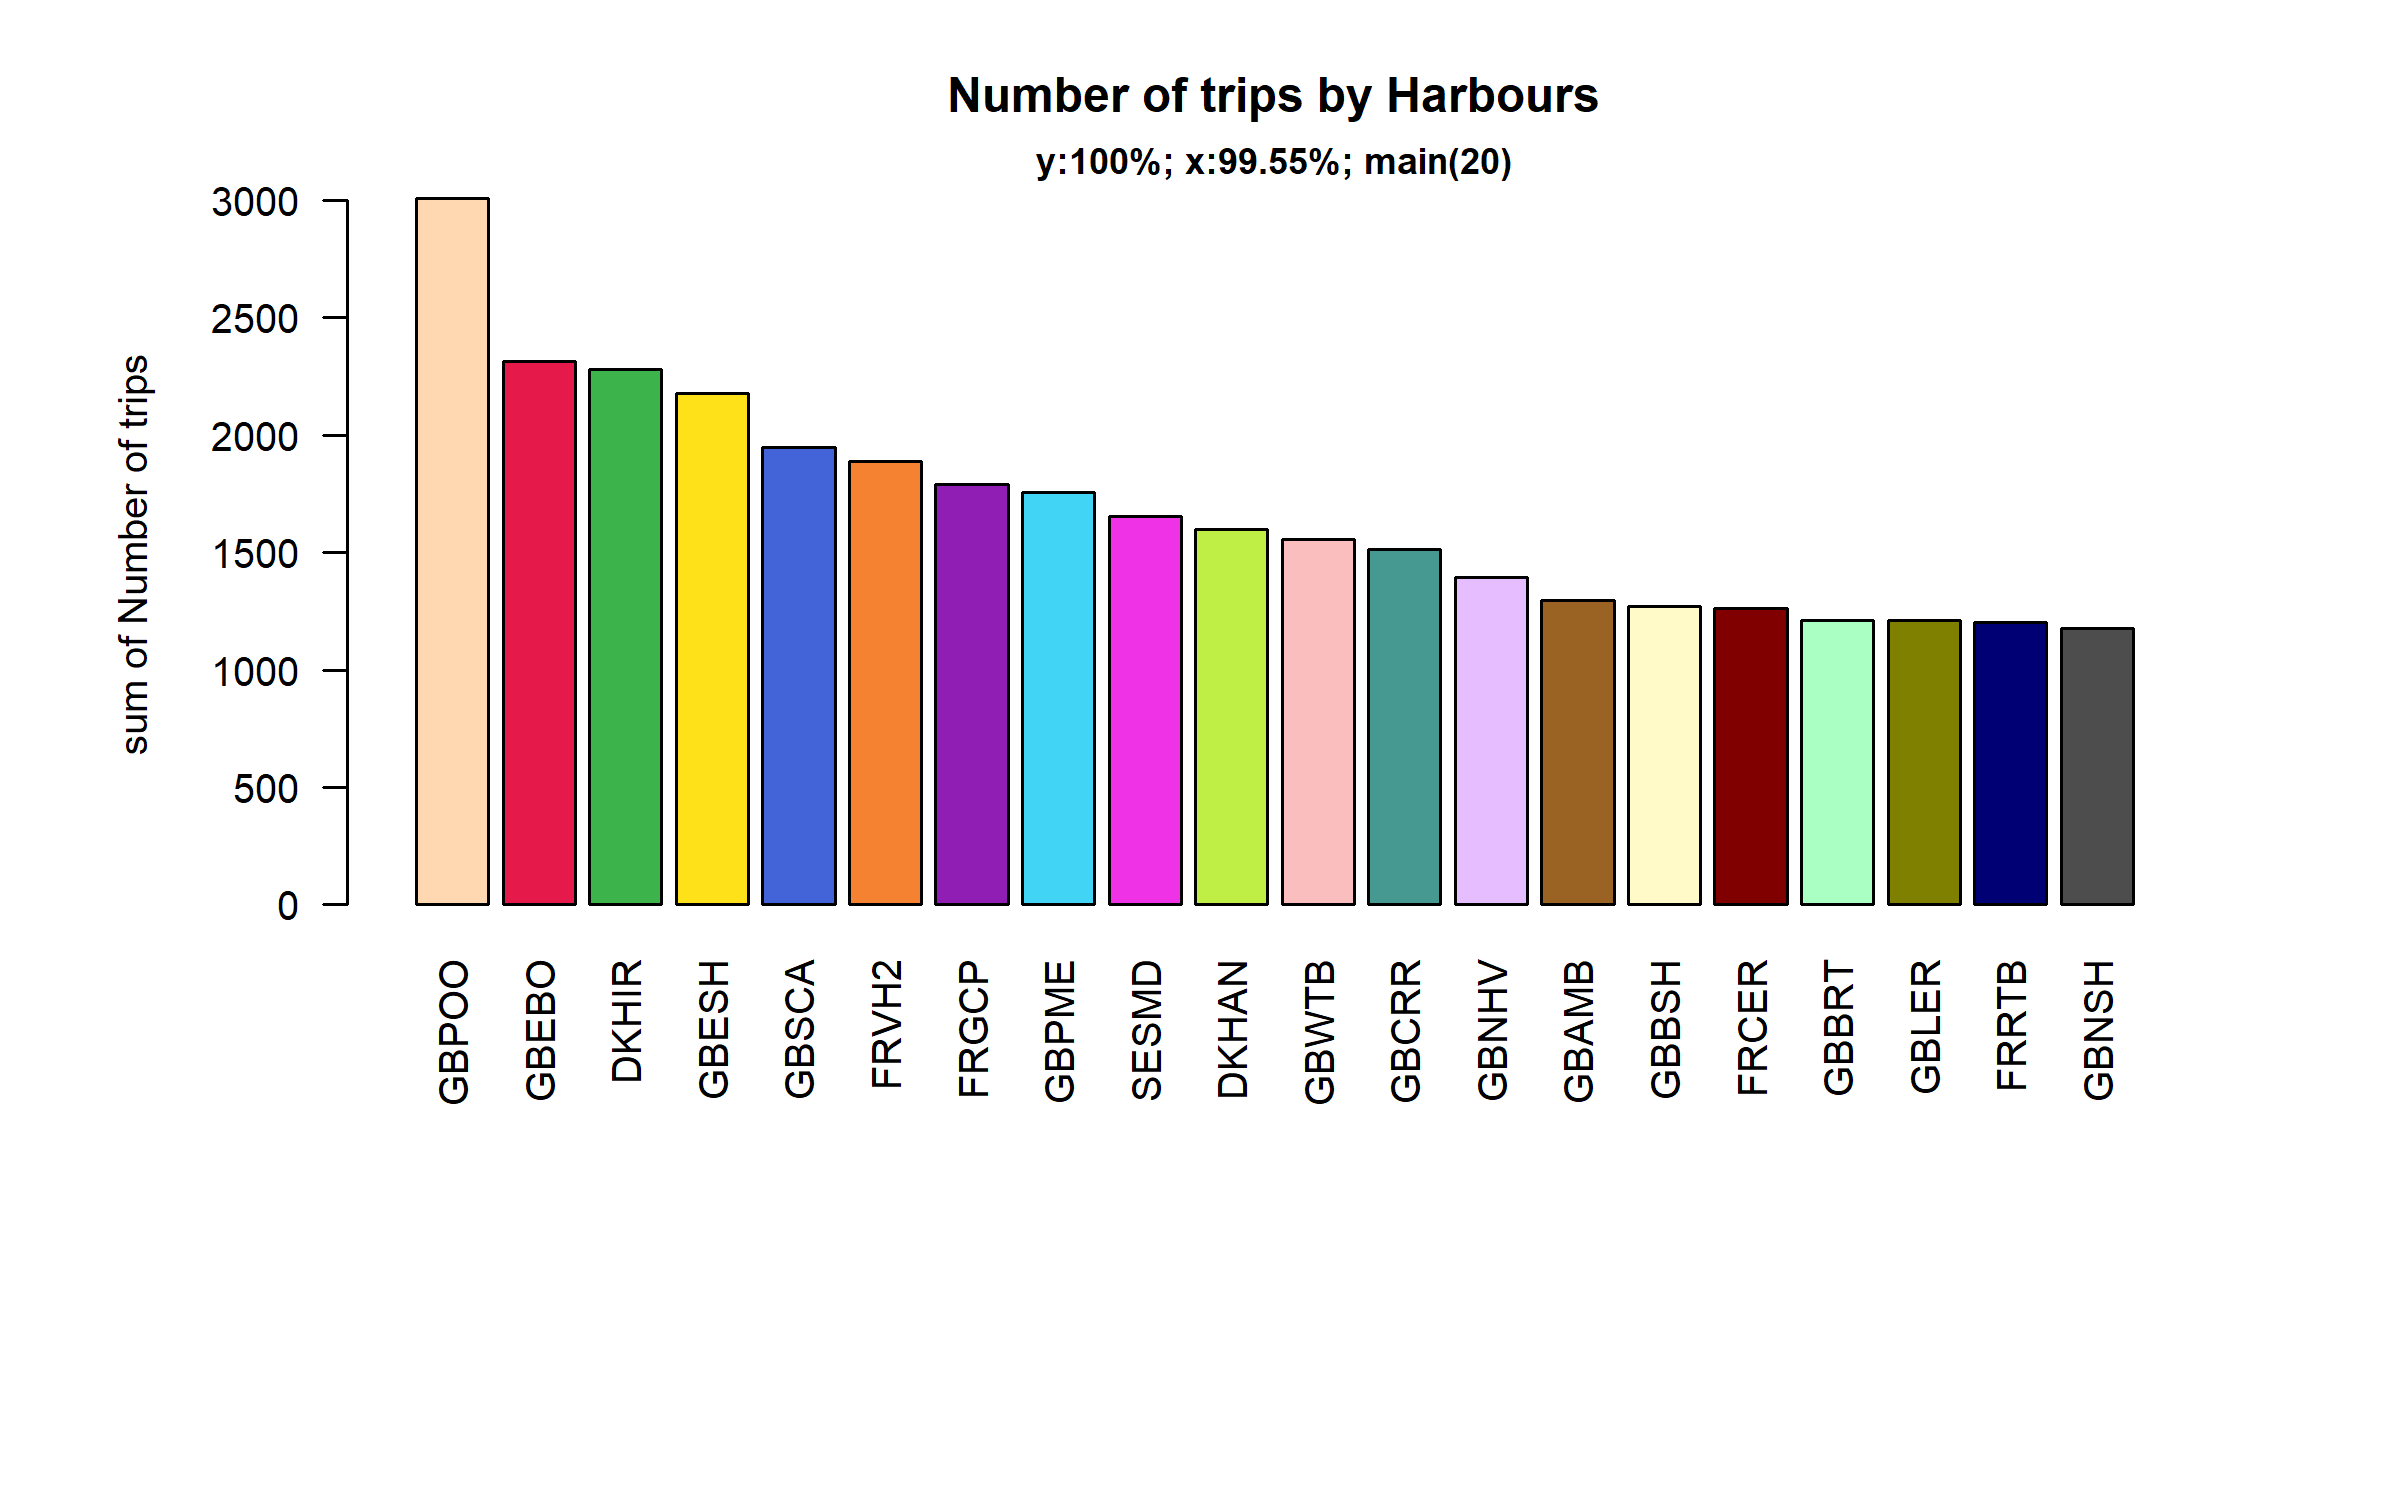 Number of trips by Harbours
y:100%; x:99.55%; main(20)
sum of Number of trips
3000
2500
2000
1500
1000
500
0
GBPOO
GBEBO
DKHIR
GBESH
GBSCA
FRVH2
FRGCP
GBPME
SESMD
DKHAN
GBWTB
GBCRR
GBNHV
GBAMB
GBBSH
FRCER
GBBRT
GBLER
FRRTB
GBNSH